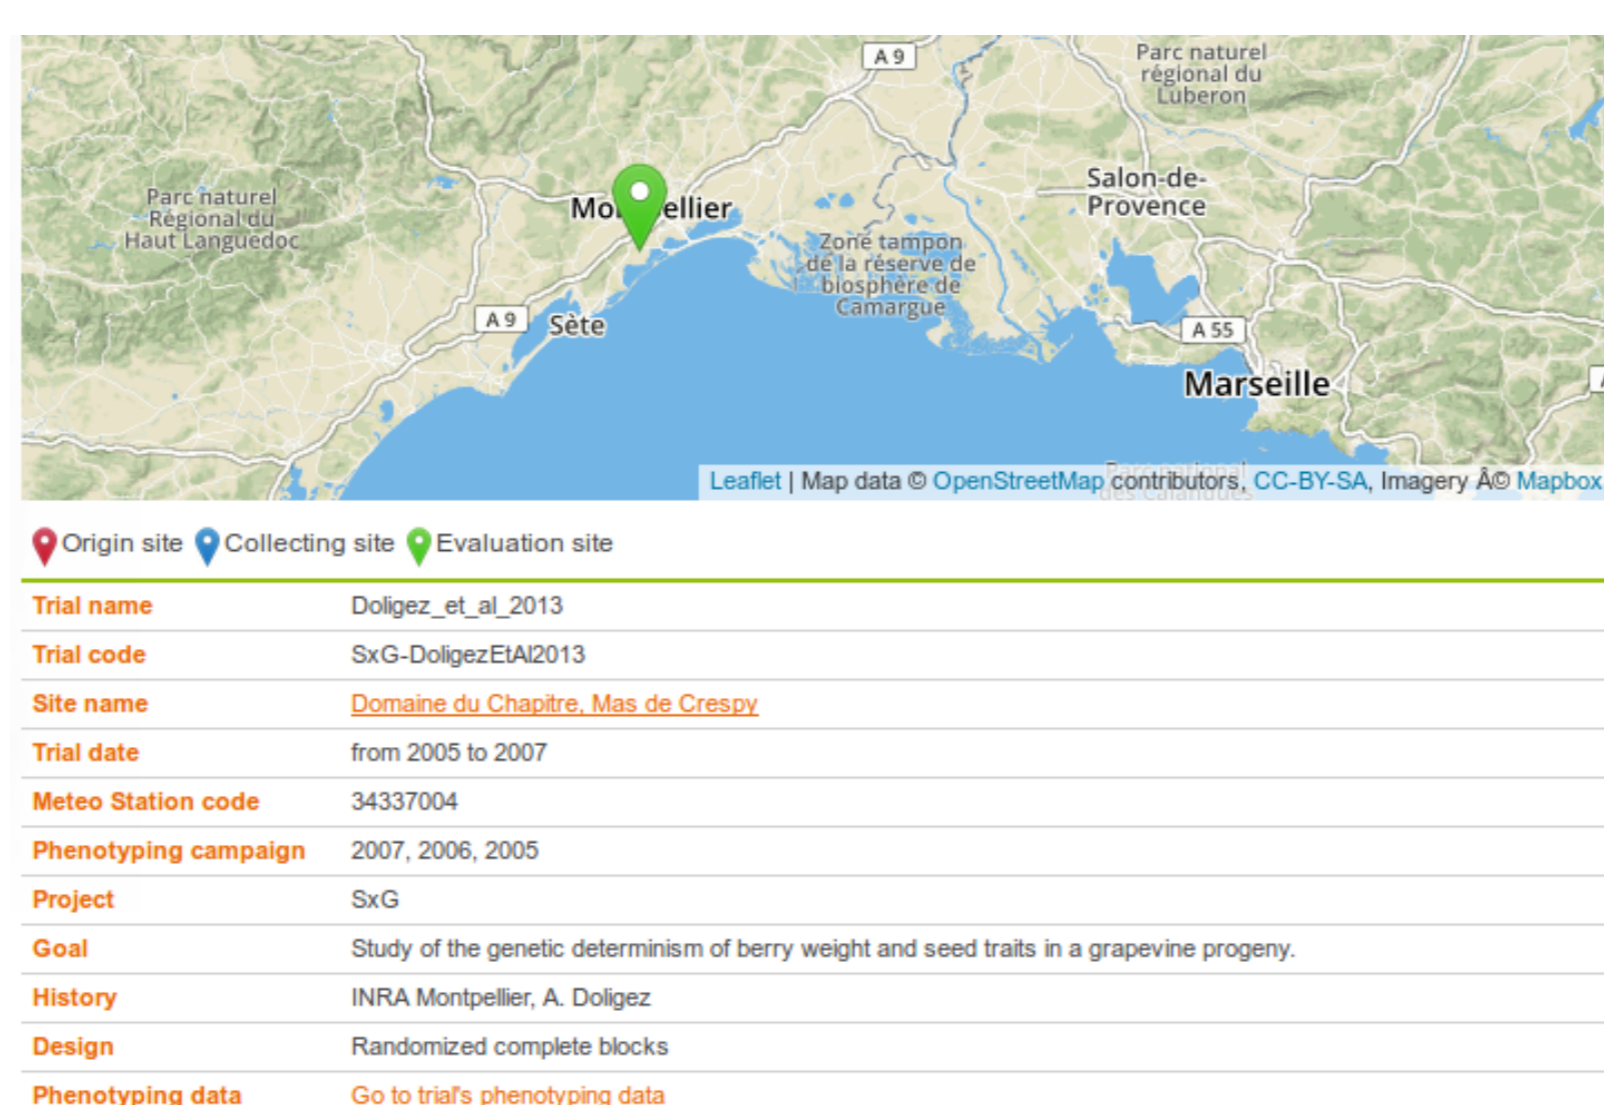 A 9
Parc naturel
régional du
Luberon
Salon-de-
Provence
Parc naturel
Régional du
Haut Languedoc
Zone tampon
de la réserve de
biosphère de
Camargue
A 9
Sète
A 55
Marseille
Parc national
des Calanques
Leaflet | Map data © OpenStreetMap contributors, CC-BY-SA, Imagery Â© Mapbox
Origin site Collecting site Evaluation site
Trial name Doligez_et_al_2013
Trial code SxG-DoligezEtAl2013
Site name Domaine du Chapitre, Mas de Crespy
Trial date from 2005 to 2007
Meteo Station code 34337004
Phenotyping campaign 2007, 2006, 2005
Project SxG
Goal Study of the genetic determinism of berry weight and seed traits in a grapevine progeny.
History INRA Montpellier, A. Doligez
Design Randomized complete blocks
Phenotyping data Go to trial's phenotyping data